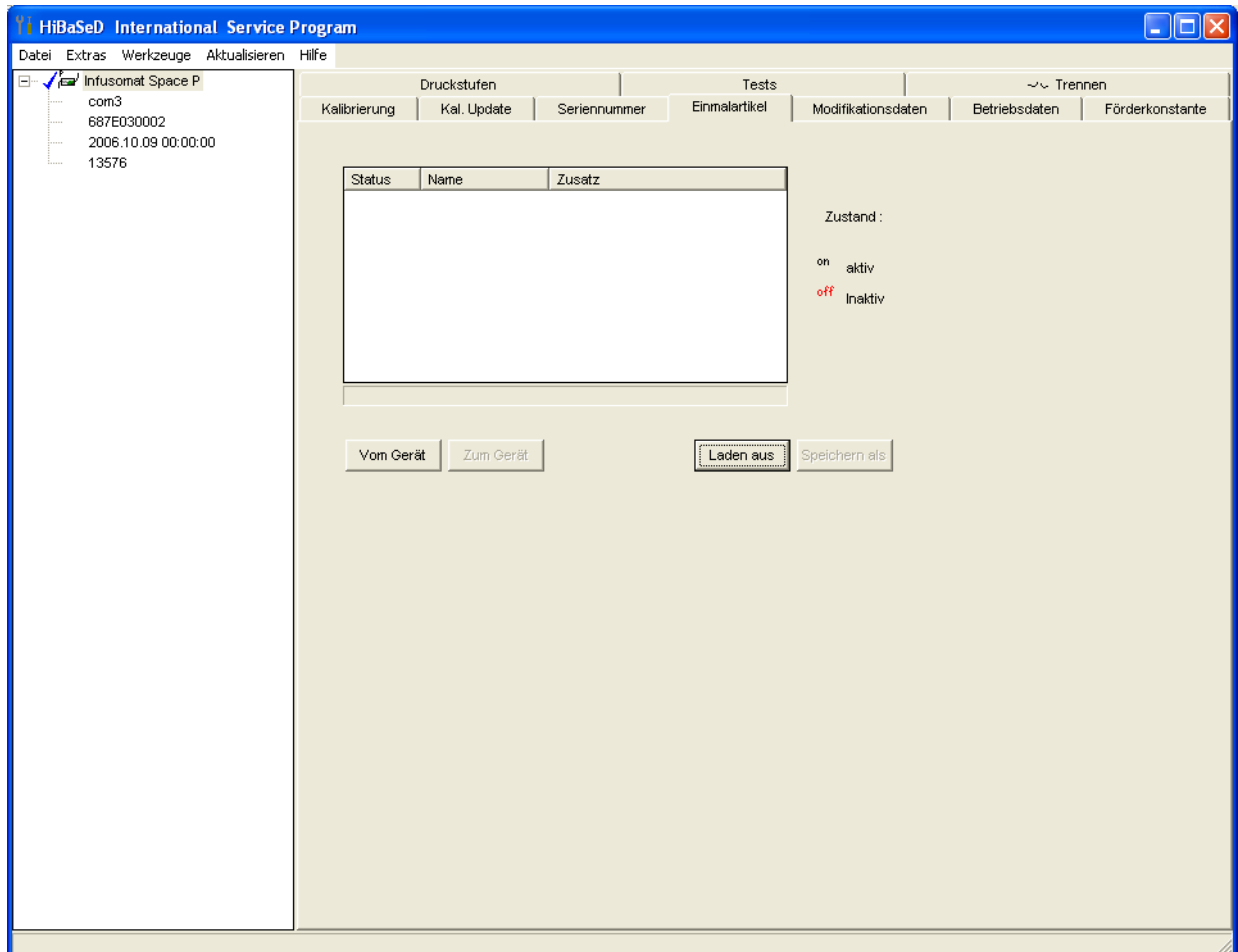 HiBaSeD International Service Program
Datei Extras Werkzeuge Aktualisieren Hilfe
Infusomat Space P
com3
687E030002
2006.10.09 00:00:00
13576
Druckstufen Tests Trennen
Kalibrierung Kal. Update Seriennummer Einmalartikel Modifikationsdaten Betriebsdaten Förderkonstante
Status Name Zusatz
Zustand :
on aktiv
off Inaktiv
Vom Gerät Zum Gerät Laden aus Speichern als